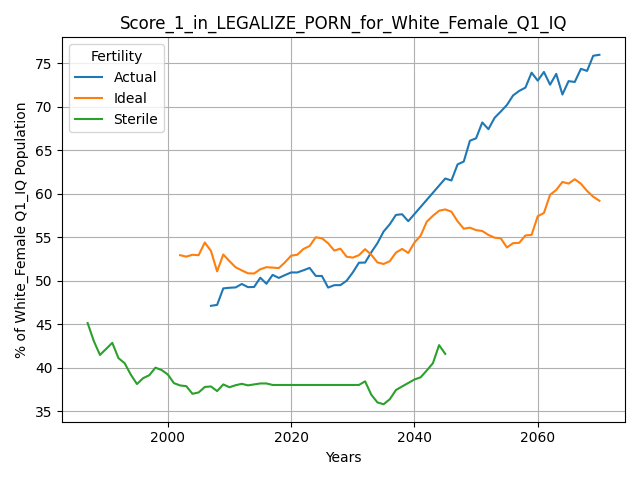 Score_1_in_LEGALIZE_PORN_for_White_Female_Q1_IQ
Fertility
Actual
Ideal
Sterile
% of White_Female Q1_IQ Population
75
70
65
60
55
50
45
40
35
2000
2020
2040
2060
Years